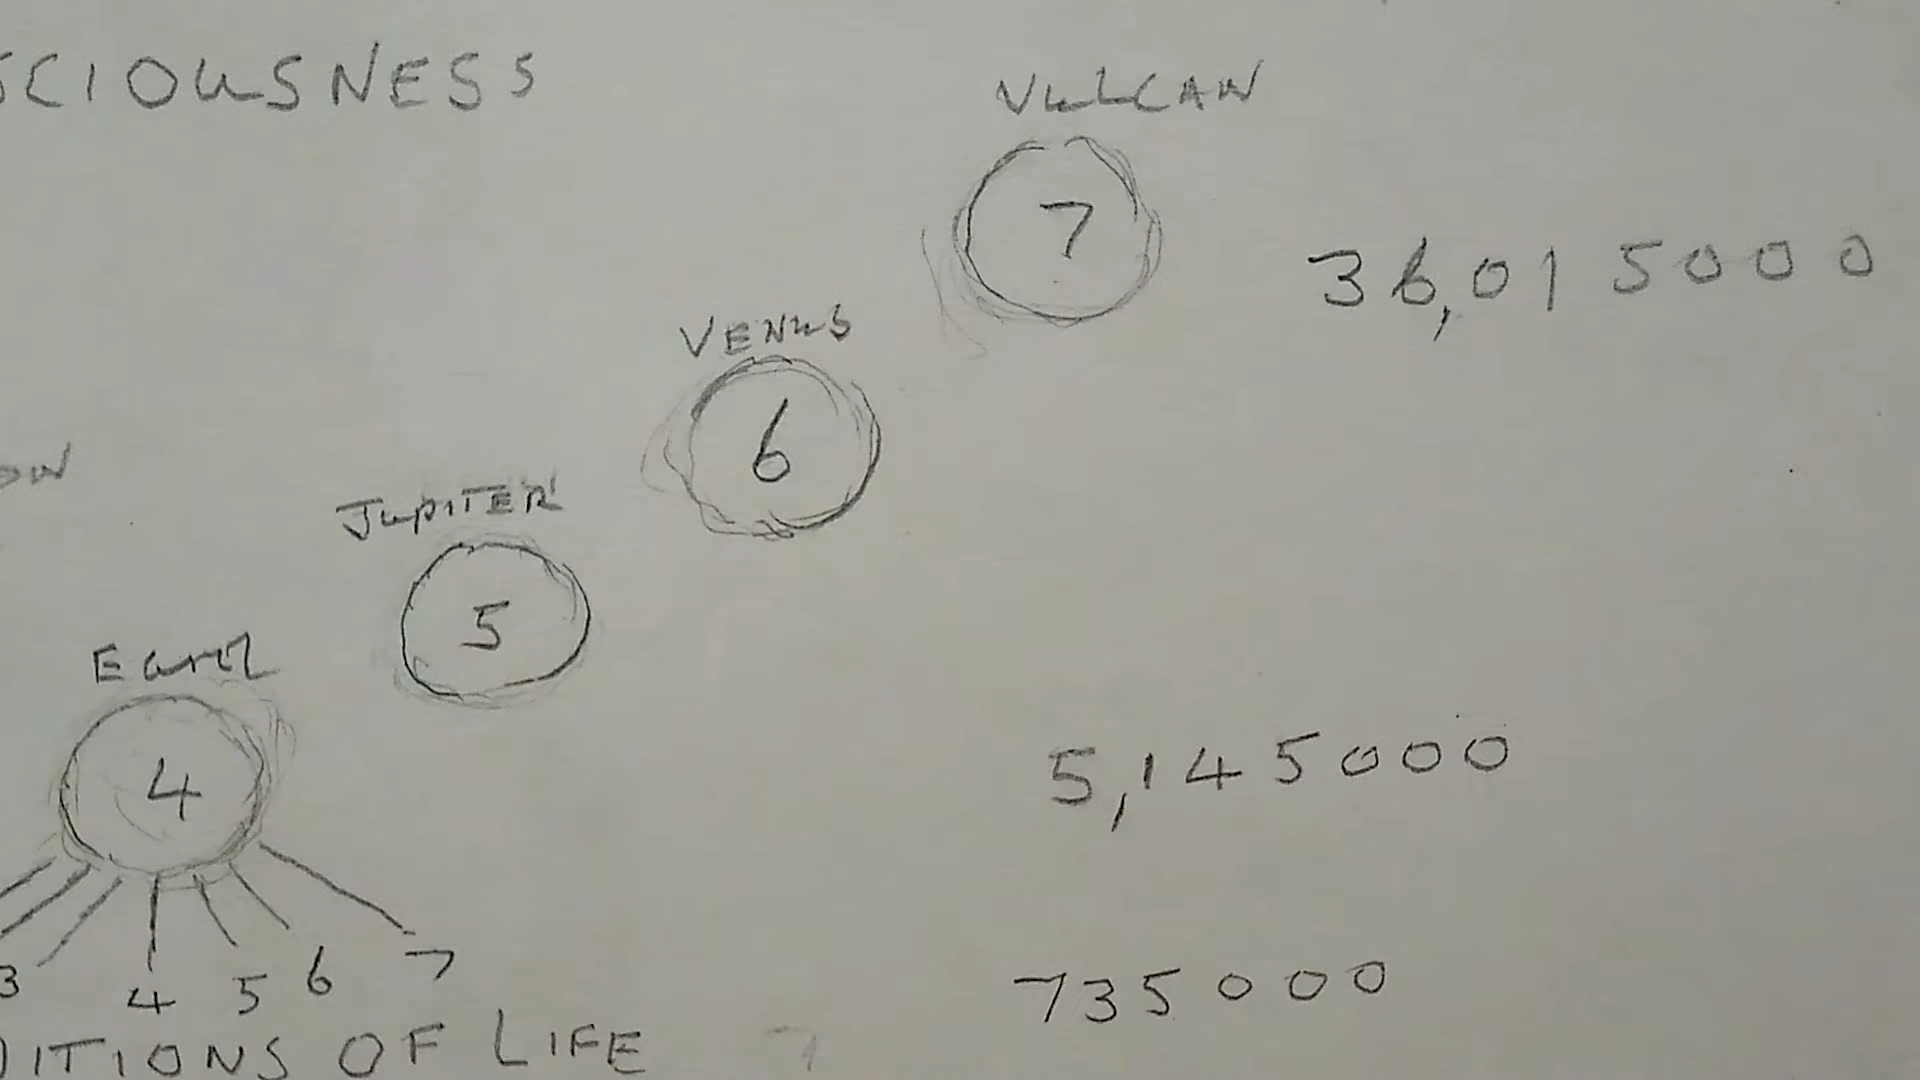 SCIOUSNESS
VULCAN
7
36,015000
VENUS
6
JUPITER
5
Earth
4
5,145000
3 4 5 6 7
735000
DITIONS OF LIFE